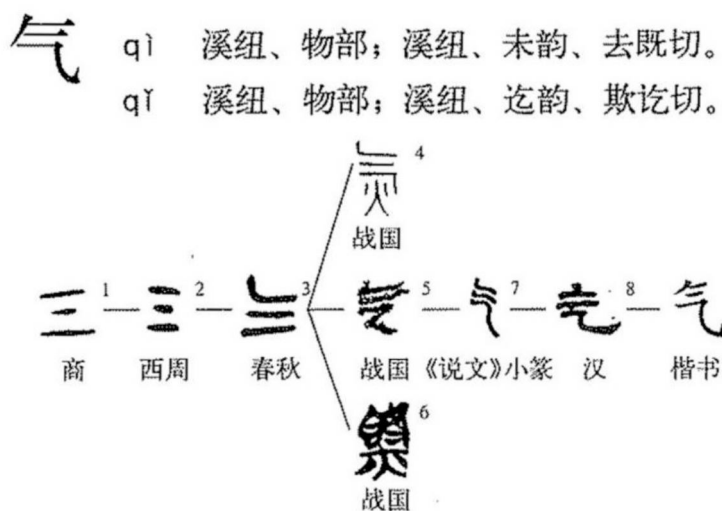 气 qì 溪纽、物部；溪纽、未韵、去既切。
qǐ 溪纽、物部；溪纽、迄韵、欺讫切。
4
战国
1 2 3 5 7 8 气
商 西周 春秋 战国 《说文》小篆 汉 楷书
6
战国